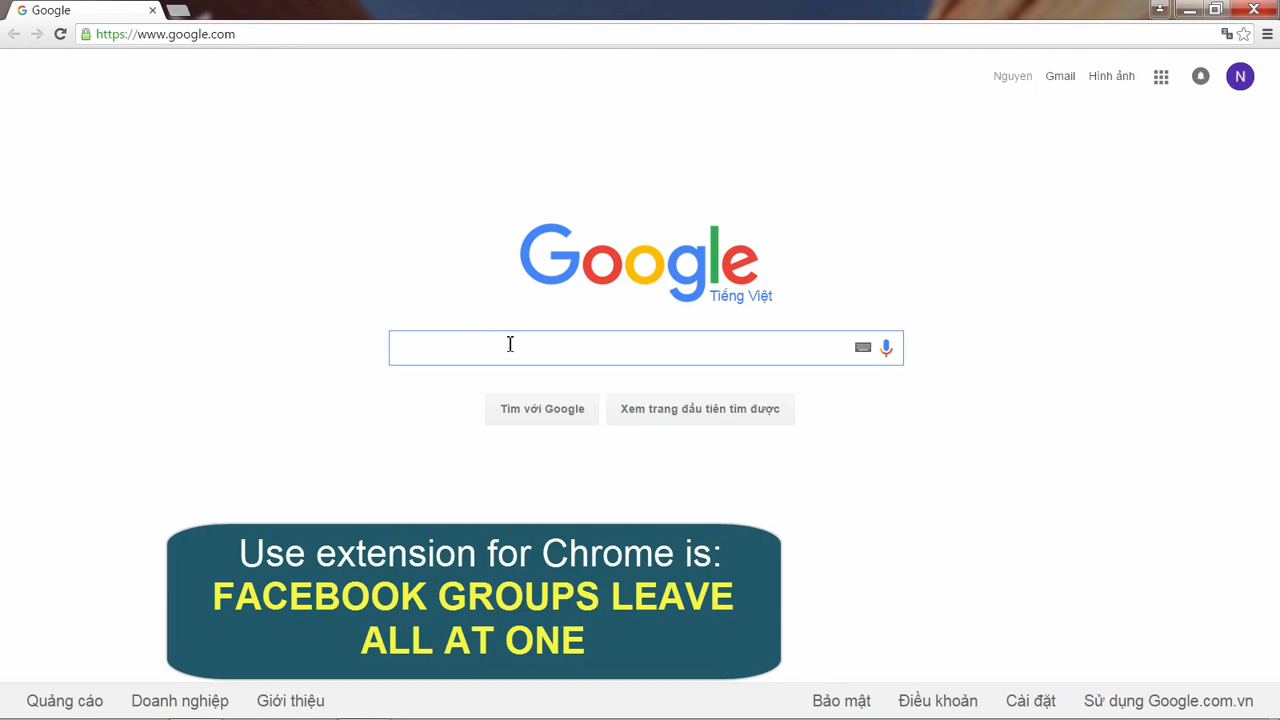 Google
https://www.google.com
Nguyen Gmail Hình ảnh N
Google
Tiếng Việt
Tìm với Google Xem trang đầu tiên tìm được
Use extension for Chrome is:
FACEBOOK GROUPS LEAVE
ALL AT ONE
Quảng cáo Doanh nghiệp Giới thiệu Bảo mật Điều khoản Cài đặt Sử dụng Google.com.vn